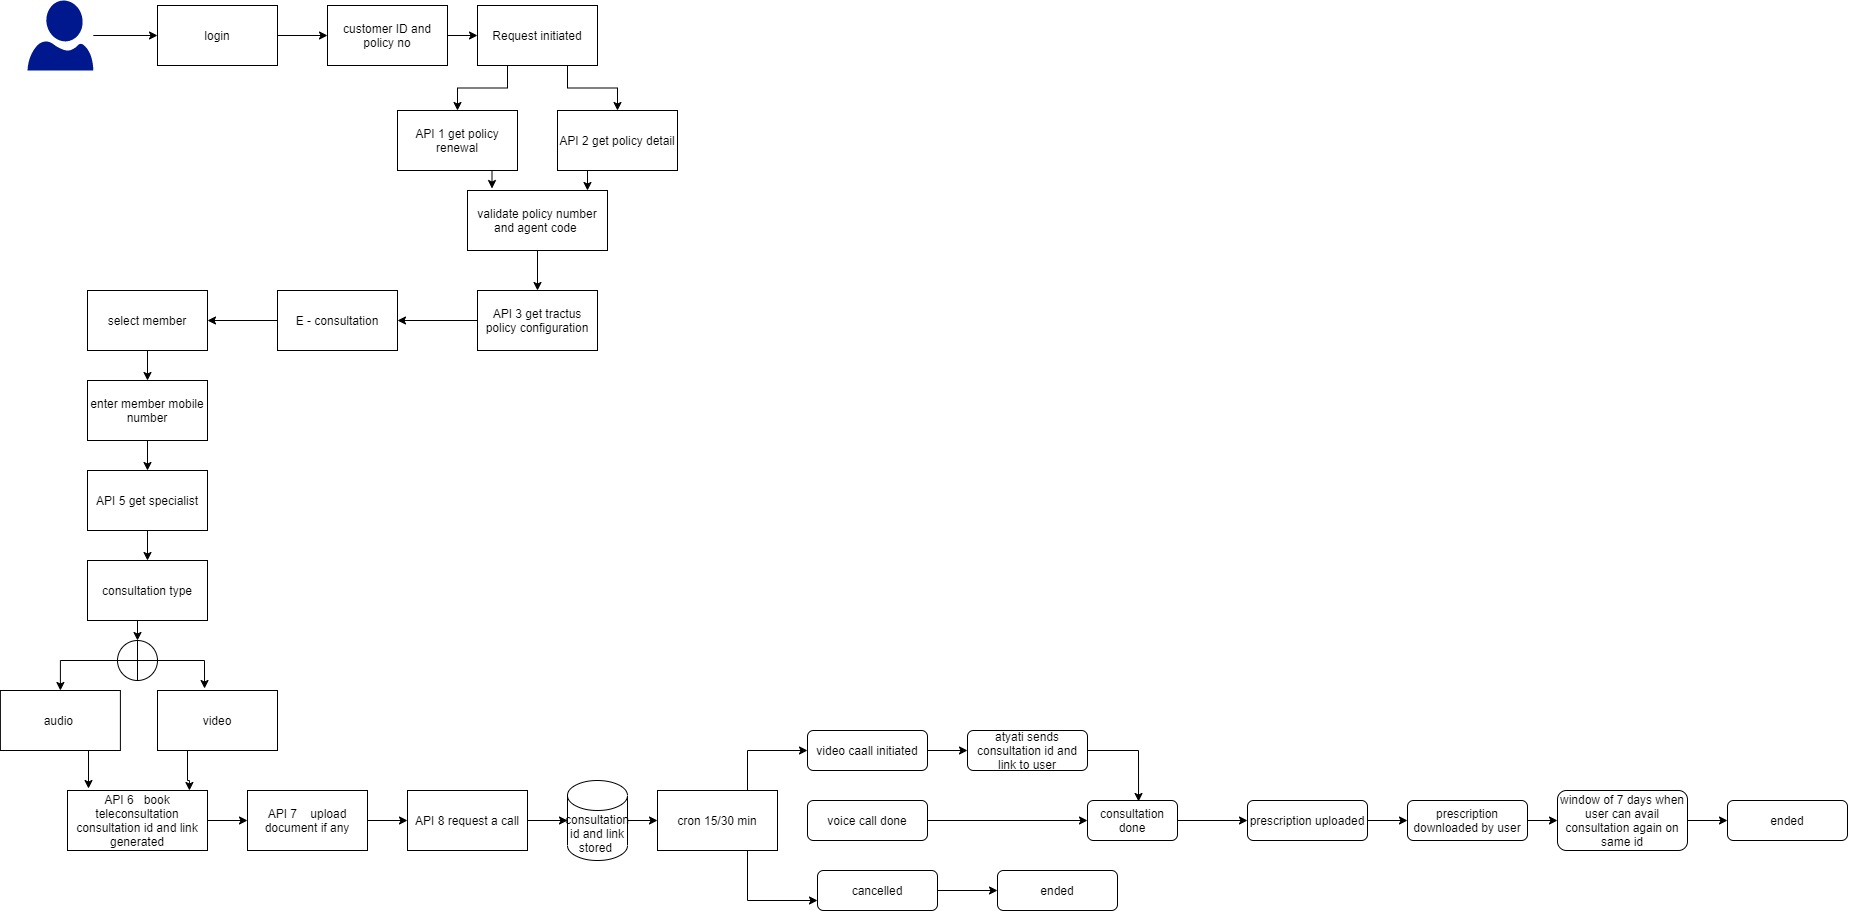 login
customer ID and
policy no
Request initiated
API 1 get policy
renewal
API 2 get policy detail
validate policy number
and agent code
select member
E - consultation
API 3 get tractus
policy configuration
enter member mobile
number
API 5 get specialist
consultation type
audio
video
API 6 book
teleconsultation
consultation id and link
generated
API 7 upload
document if any
API 8 request a call
consultation
id and link
stored
cron 15/30 min
video caall initiated
atyati sends
consultation id and
link to user
voice call done
consultation
done
prescription uploaded
prescription
downloaded by user
window of 7 days when
user can avail
consultation again on
same id
ended
cancelled
ended